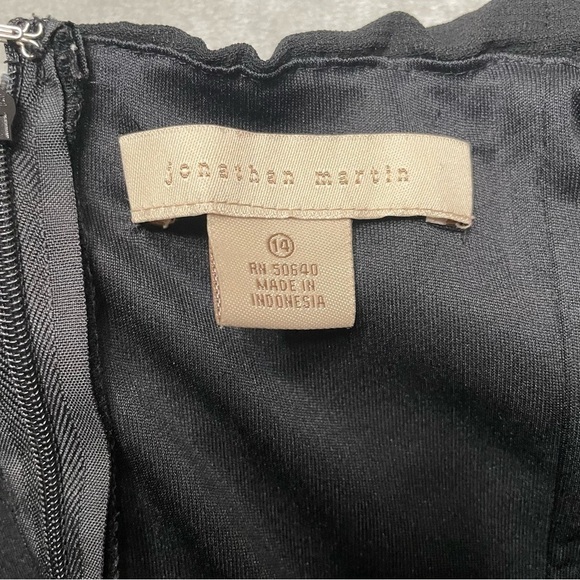 jonathan martin
14
RN 50640
MADE IN
INDONESIA